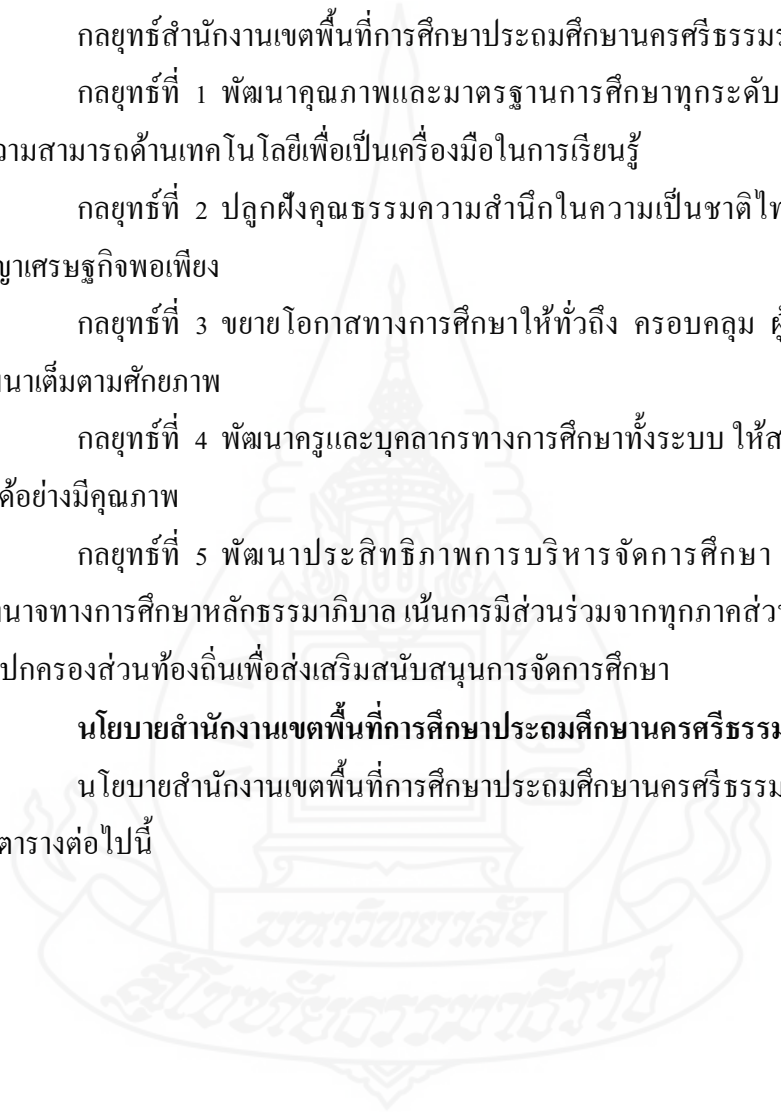 กลยุทธ์สำนักงานเขตพื้นที่การศึกษาประถมศึกษานครศรีธรรมร
กลยุทธ์ที่ 1 พัฒนาคุณภาพและมาตรฐานการศึกษาทุกระดับ
วามสามารถด้านเทคโนโลยีเพื่อเป็นเครื่องมือในการเรียนรู้
กลยุทธ์ที่ 2 ปลูกฝังคุณธรรมความสำนึกในความเป็นชาติไท
ญาเศรษฐกิจพอเพียง
กลยุทธ์ที่ 3 ขยายโอกาสทางการศึกษาให้ทั่วถึง ครอบคลุม ผู้
นาเต็มตามศักยภาพ
กลยุทธ์ที่ 4 พัฒนาครูและบุคลากรทางการศึกษาทั้งระบบ ให้ส
ด้อย่างมีคุณภาพ
กลยุทธ์ที่ 5 พัฒนาประสิทธิภาพการบริหารจัดการศึกษา
นาจทางการศึกษาหลักธรรมาภิบาล เน้นการมีส่วนร่วมจากทุกภาคส่ว
ปกครองส่วนท้องถิ่นเพื่อส่งเสริมสนับสนุนการจัดการศึกษา
นโยบายสำนักงานเขตพื้นที่การศึกษาประถมศึกษานครศรีธรรม
นโยบายสำนักงานเขตพื้นที่การศึกษาประถมศึกษานครศรีธรรม
ตารางต่อไปนี้
มหาวิทยาลัย
สุโขทัยธรรมาธิราช